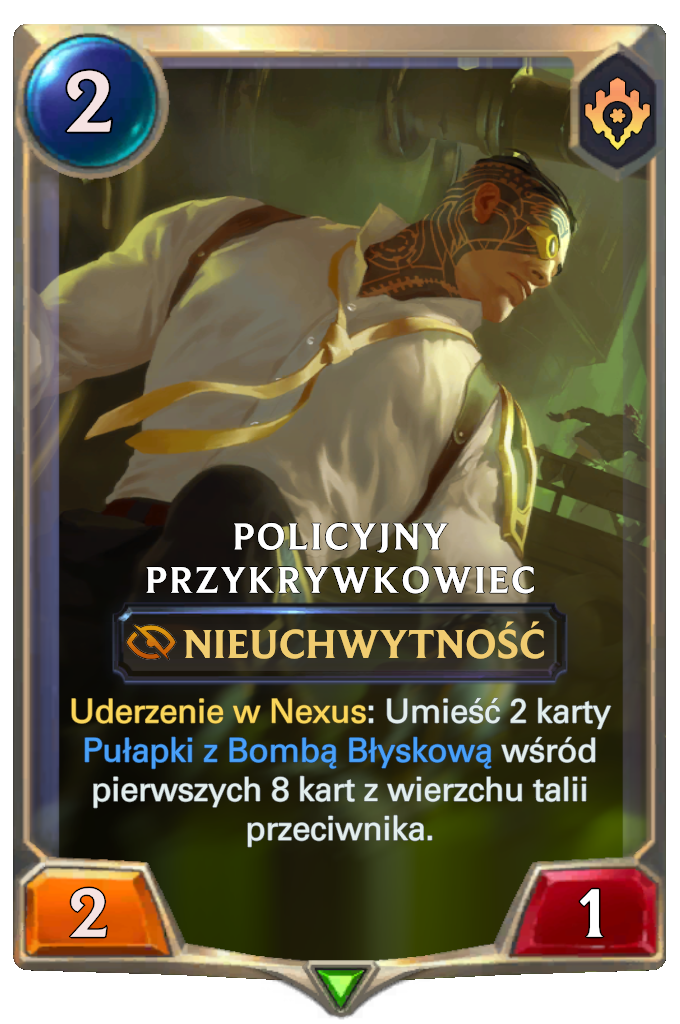 2
POLICYJNY
PRZYKRYWKOWIEC
NIEUCHWYTNOŚĆ
Uderzenie w Nexus: Umieść 2 karty
Pułapki z Bombą Błyskową wśród
pierwszych 8 kart z wierzchu talii
przeciwnika.
2
1